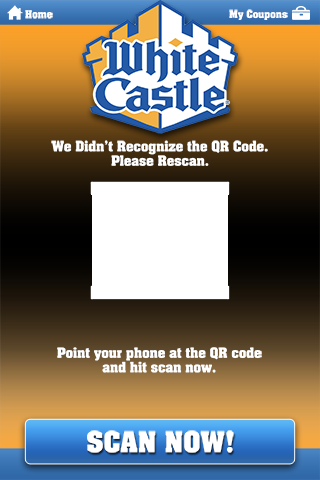 Home
My Coupons
White
Castle
We Didn't Recognize the QR Code.
Please Rescan.
Point your phone at the QR code
and hit scan now.
SCAN NOW!